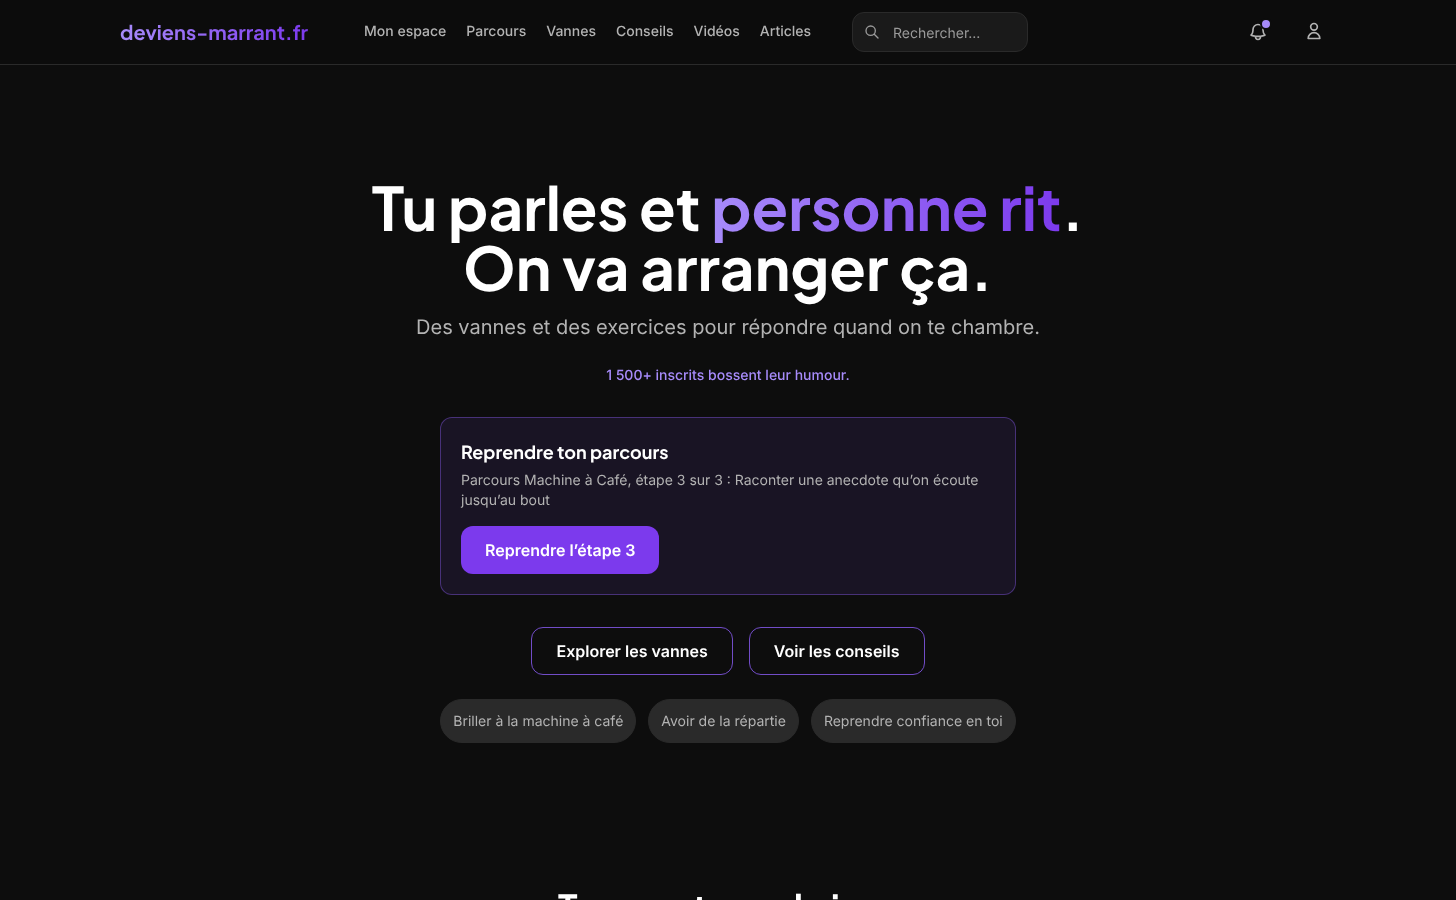 deviens-marrant.fr
Mon espace
Parcours
Vannes
Conseils
Vidéos
Articles
Rechercher...
Tu parles et personne rit.
On va arranger ça.
Des vannes et des exercices pour répondre quand on te chambre.
1 500+ inscrits bossent leur humour.
Reprendre ton parcours
Parcours Machine à Café, étape 3 sur 3 : Raconter une anecdote qu’on écoute
jusqu’au bout
Reprendre l’étape 3
Explorer les vannes
Voir les conseils
Briller à la machine à café
Avoir de la répartie
Reprendre confiance en toi